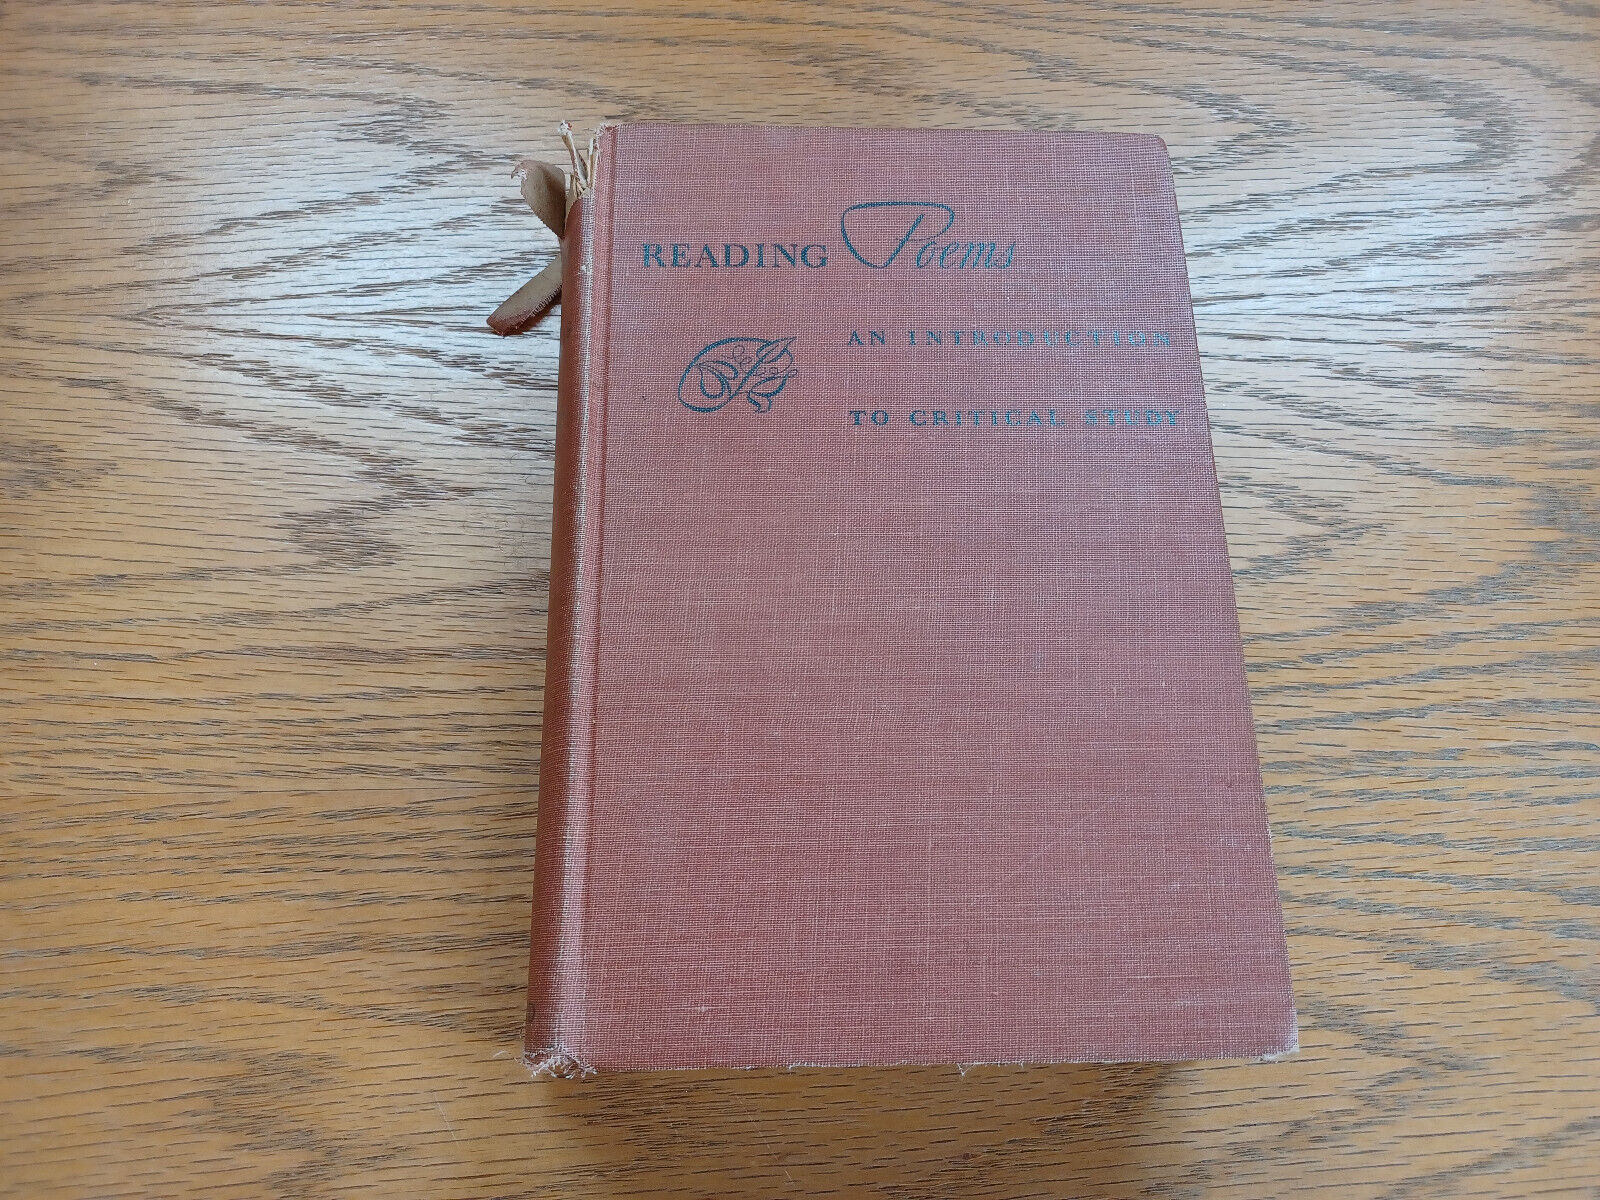 READING Poems
AN INTRODUCTION
TO CRITICAL STUDY